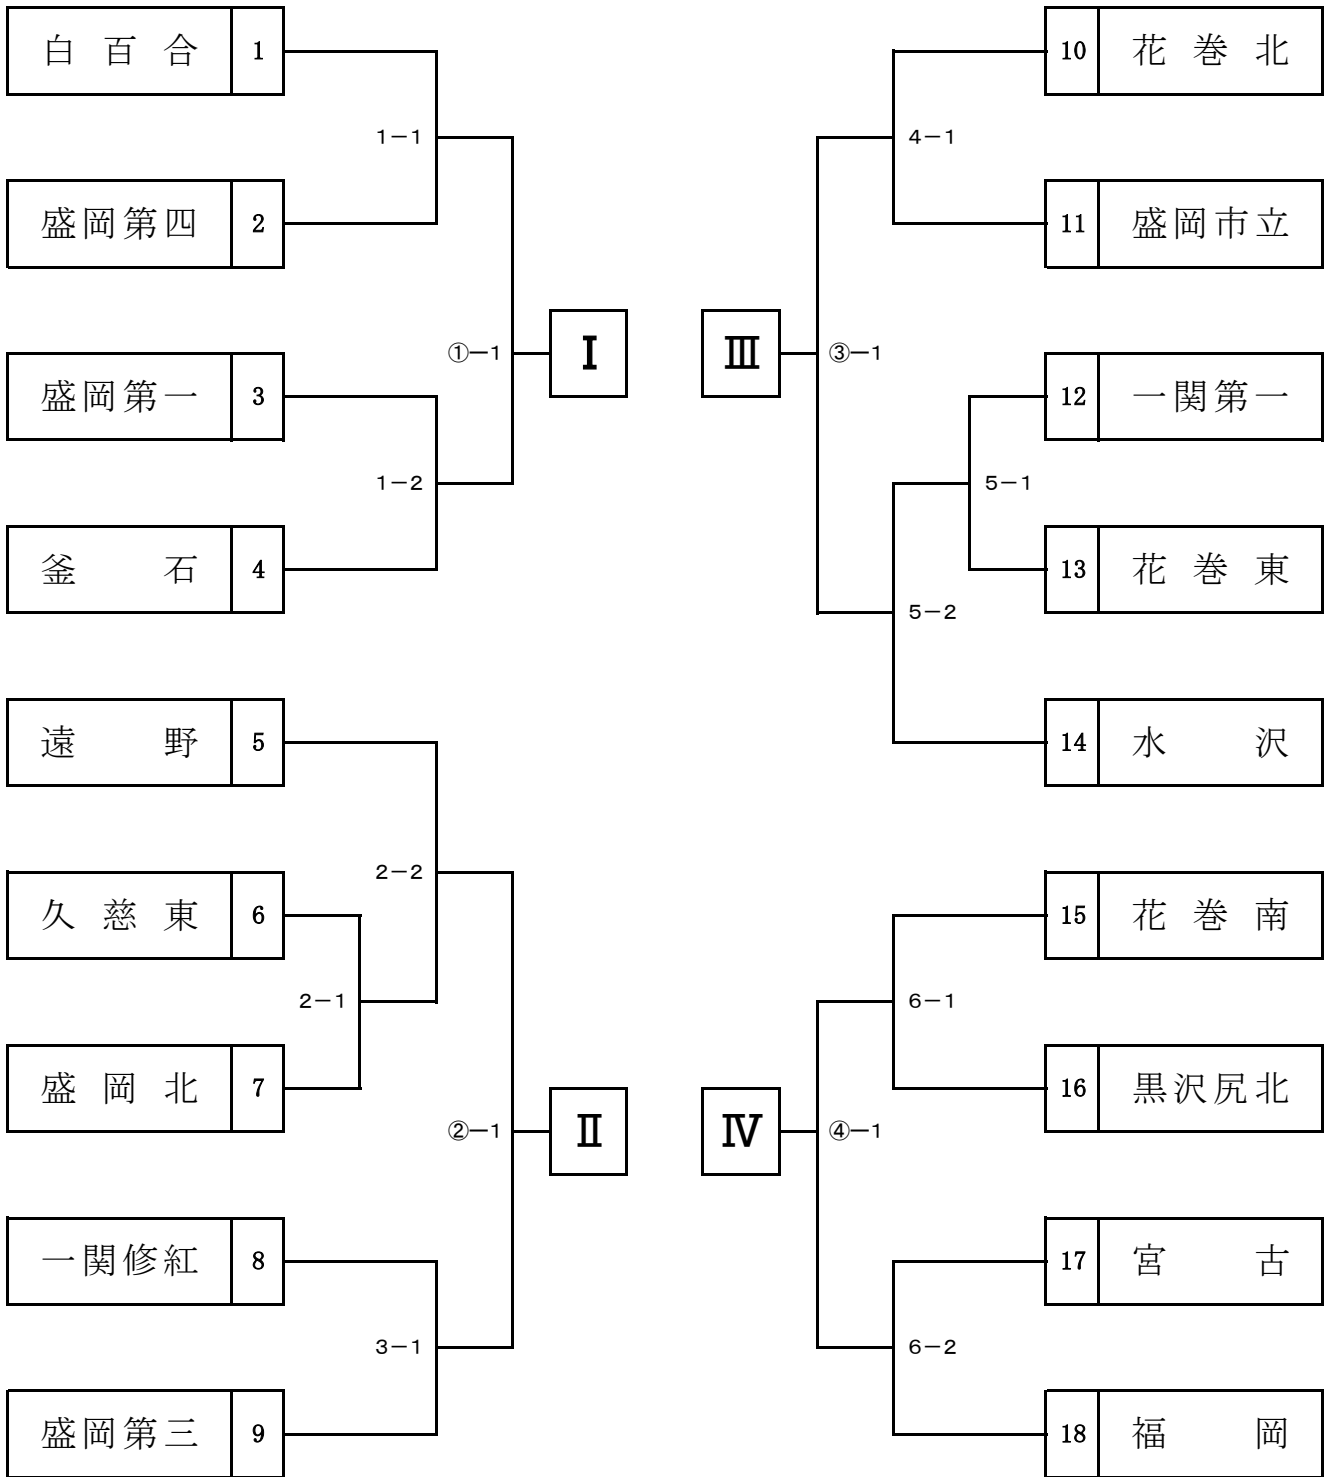 白百合 1
10 花巻北
1-1
4-1
盛岡第四 2
11 盛岡市立
①-1 Ⅰ
Ⅲ ③-1
盛岡第一 3
12 一関第一
1-2
5-1
釜石 4
13 花巻東
5-2
遠野 5
14 水沢
2-2
久慈東 6
15 花巻南
2-1
6-1
盛岡北 7
16 黒沢尻北
②-1 Ⅱ
Ⅳ ④-1
一関修紅 8
17 宮古
3-1
6-2
盛岡第三 9
18 福岡